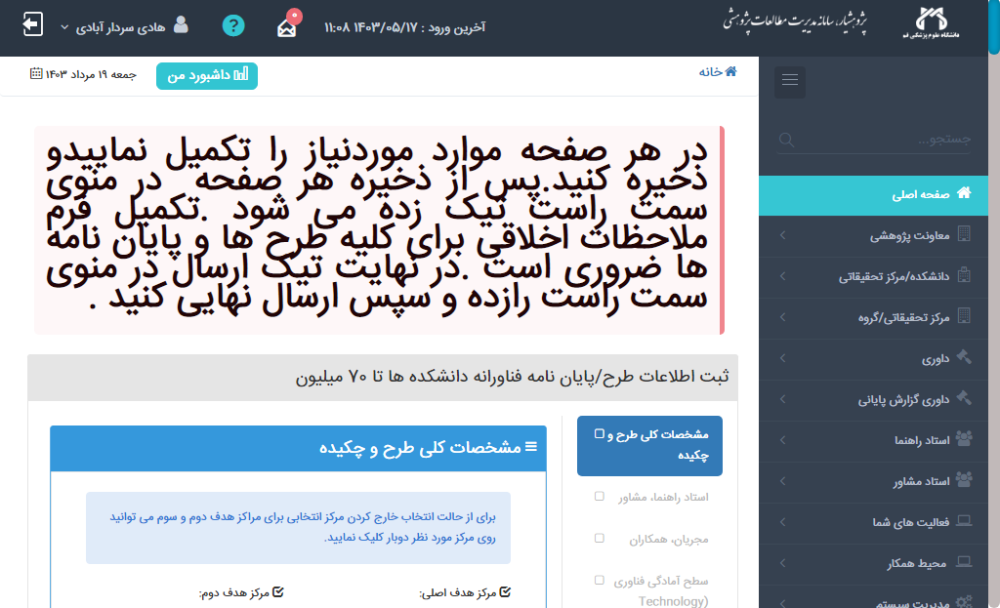 دانشگاه علوم پزشکی قم
پژوهشیار، سامانه مدیریت مطالعات پژوهشی
آخرین ورود : ۱۴۰۳/۰۵/۱۷ ۱۱:۰۸
?
هادی سردار آبادی
خانه
داشبورد من
جمعه ۱۹ مرداد ۱۴۰۳
جستجو...
صفحه اصلی
معاونت پژوهشی
دانشکده/مرکز تحقیقاتی
مرکز تحقیقاتی/گروه
داوری
داوری گزارش پایانی
استاد راهنما
استاد مشاور
فعالیت های شما
محیط همکار
مدیریت سیستم
در هر صفحه موارد موردنیاز را تکمیل نماییدو
ذخیره کنید.پس از ذخیره هر صفحه در منوی
سمت راست تیک زده می شود .تکمیل فرم
ملاحظات اخلاقی برای کلیه طرح ها و پایان نامه
ها ضروری است .در نهایت تیک ارسال در منوی
سمت راست رازده و سپس ارسال نهایی کنید .
ثبت اطلاعات طرح/پایان نامه فناورانه دانشکده ها تا ۷۰ میلیون
مشخصات کلی طرح و
چکیده
استاد راهنما، مشاور
مجریان، همکاران
سطح آمادگی فناوری
(Technology
مشخصات کلی طرح و چکیده
برای از حالت انتخاب خارج کردن مرکز انتخابی برای مراکز هدف دوم و سوم می توانید
روی مرکز مورد نظر دوبار کلیک نمایید.
مرکز هدف اصلی:
مرکز هدف دوم: